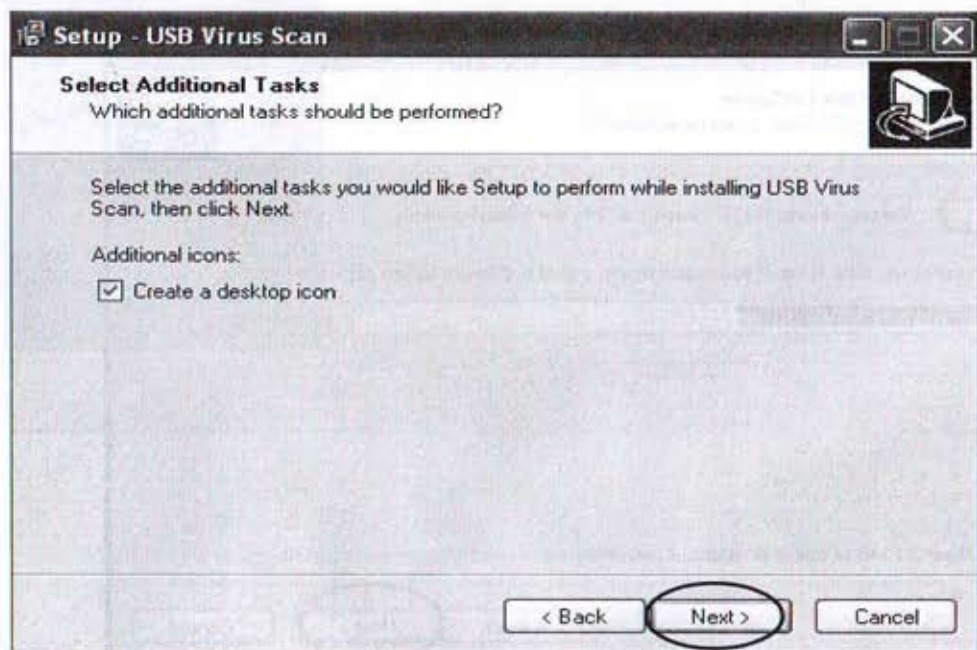 Setup - USB Virus Scan
Select Additional Tasks
Which additional tasks should be performed?
Select the additional tasks you would like Setup to perform while installing USB Virus
Scan, then click Next.
Additional icons:
Create a desktop icon
< Back
Next >
Cancel